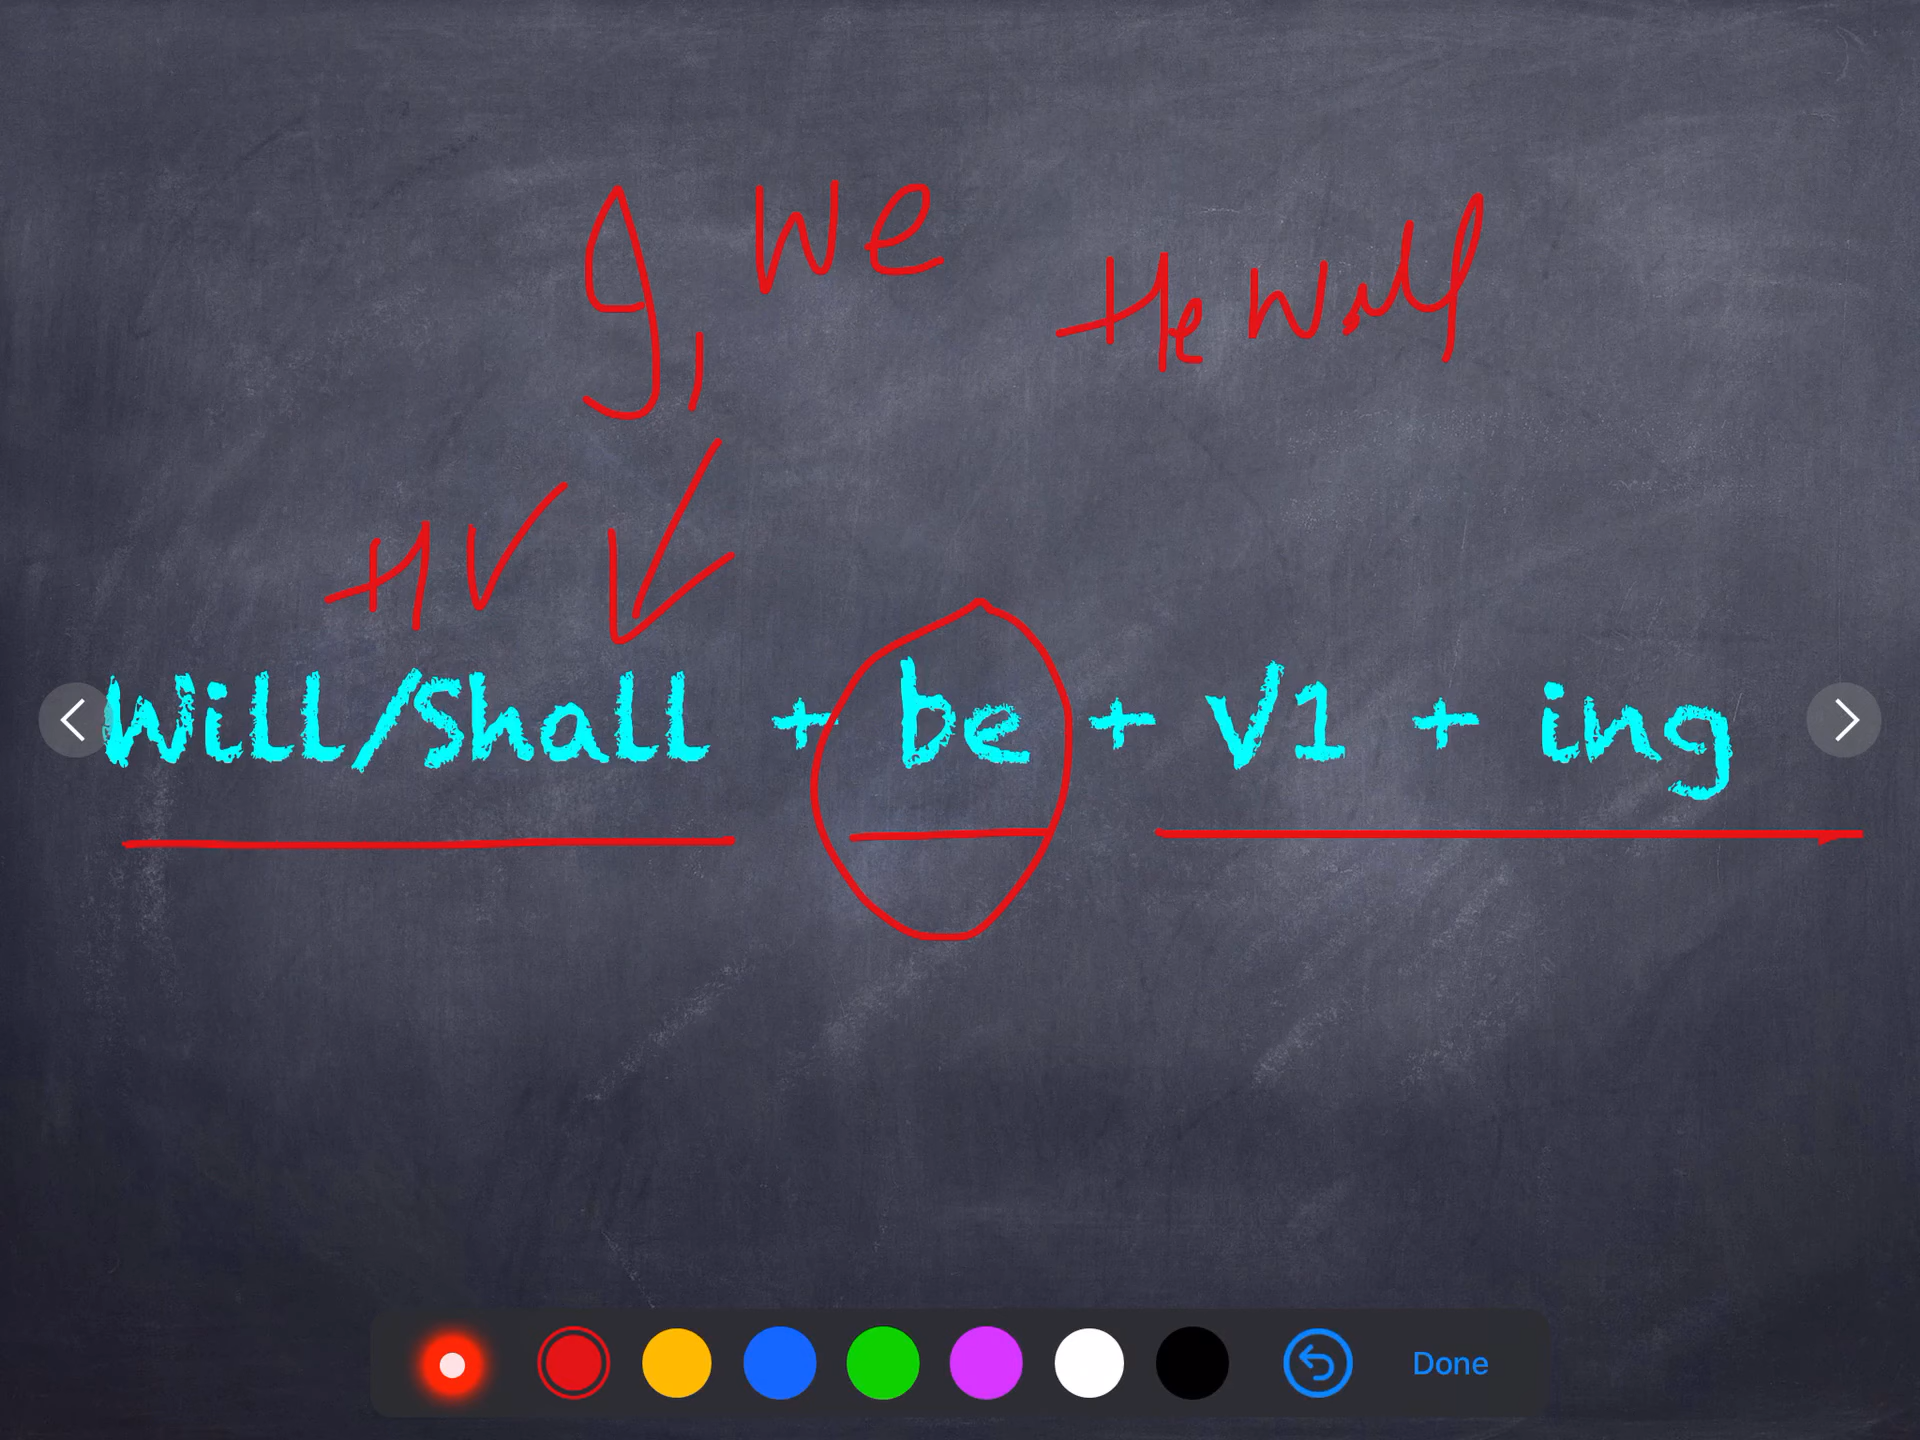 I, we
He will
HV
Will/Shall + be + V1 + ing
Done